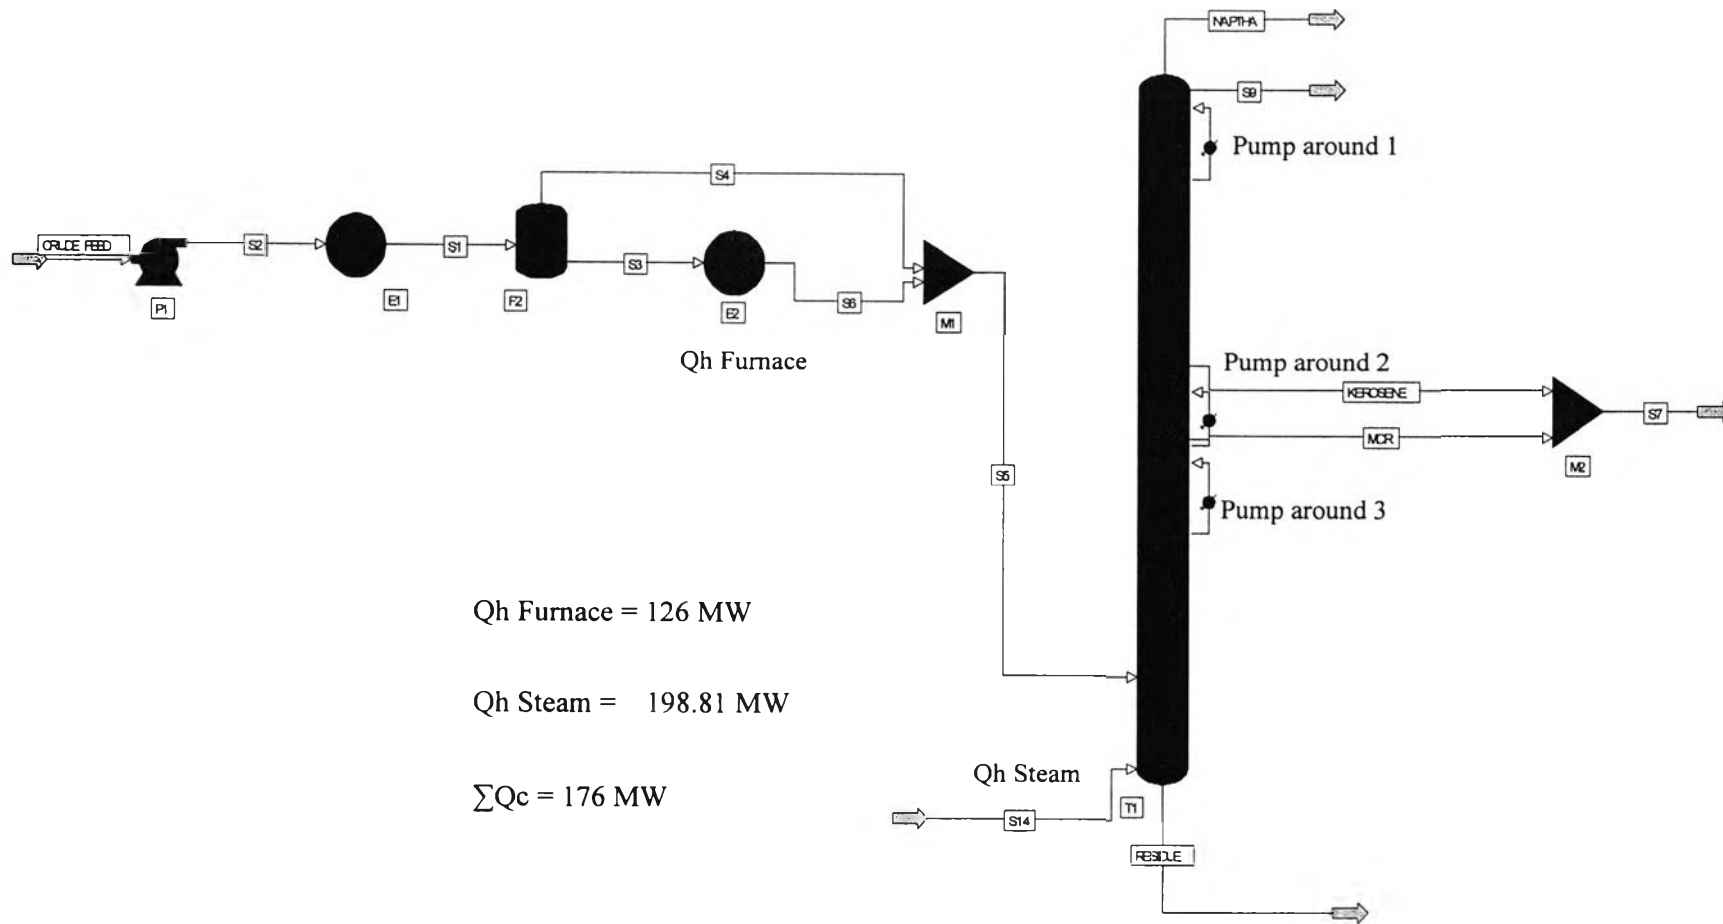 NAPTHA
S9
Pump around 1
S4
CRUDE FEED
S2
S1
S3
P1
E1
F2
E2
S6
M1
Qh Furnace
Pump around 2
KEROSENE
S7
MCR
M2
S5
Pump around 3
Qh Furnace = 126 MW
Qh Steam = 198.81 MW
Qh Steam
∑Qc = 176 MW
T1
S14
RESIDUE